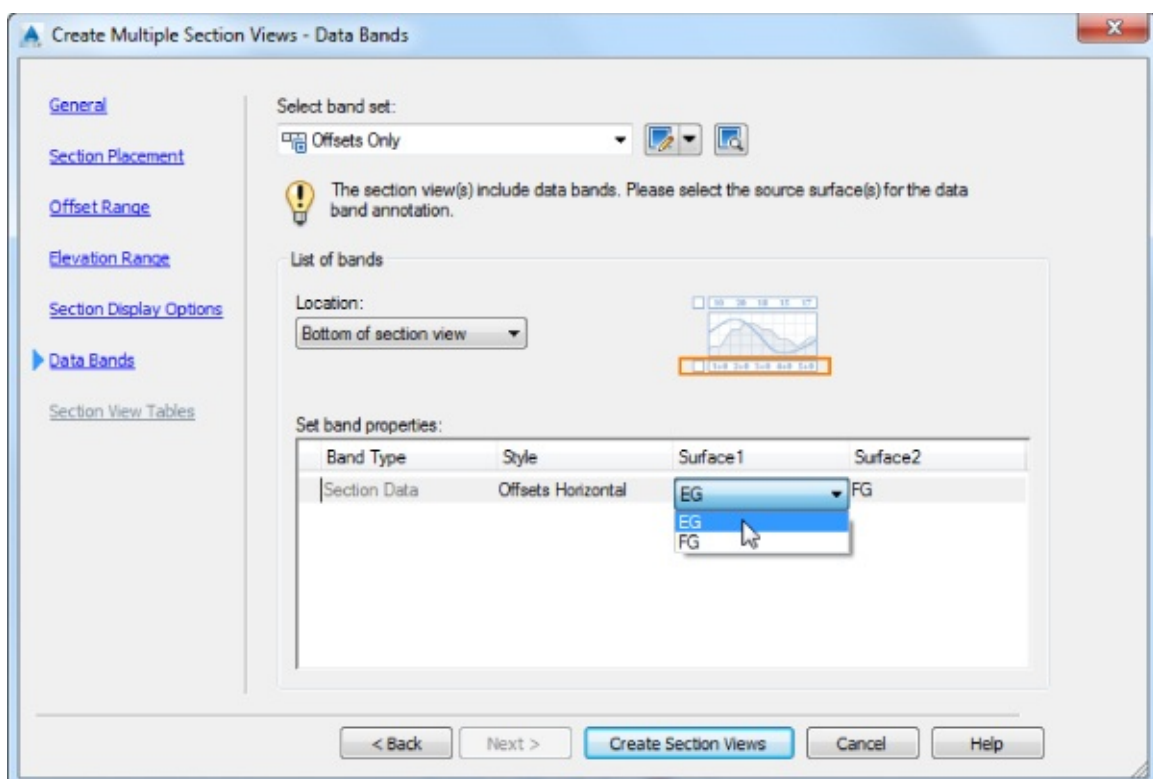 Create Multiple Section Views - Data Bands
General
Section Placement
Offset Range
Elevation Range
Section Display Options
Data Bands
Section View Tables
Select band set:
Offsets Only
The section view(s) include data bands. Please select the source surface(s) for the data
band annotation.
List of bands
Location:
Bottom of section view
Set band properties:
Band Type Style Surface1 Surface2
Section Data Offsets Horizontal EG FG
EG
FG
< Back Next > Create Section Views Cancel Help